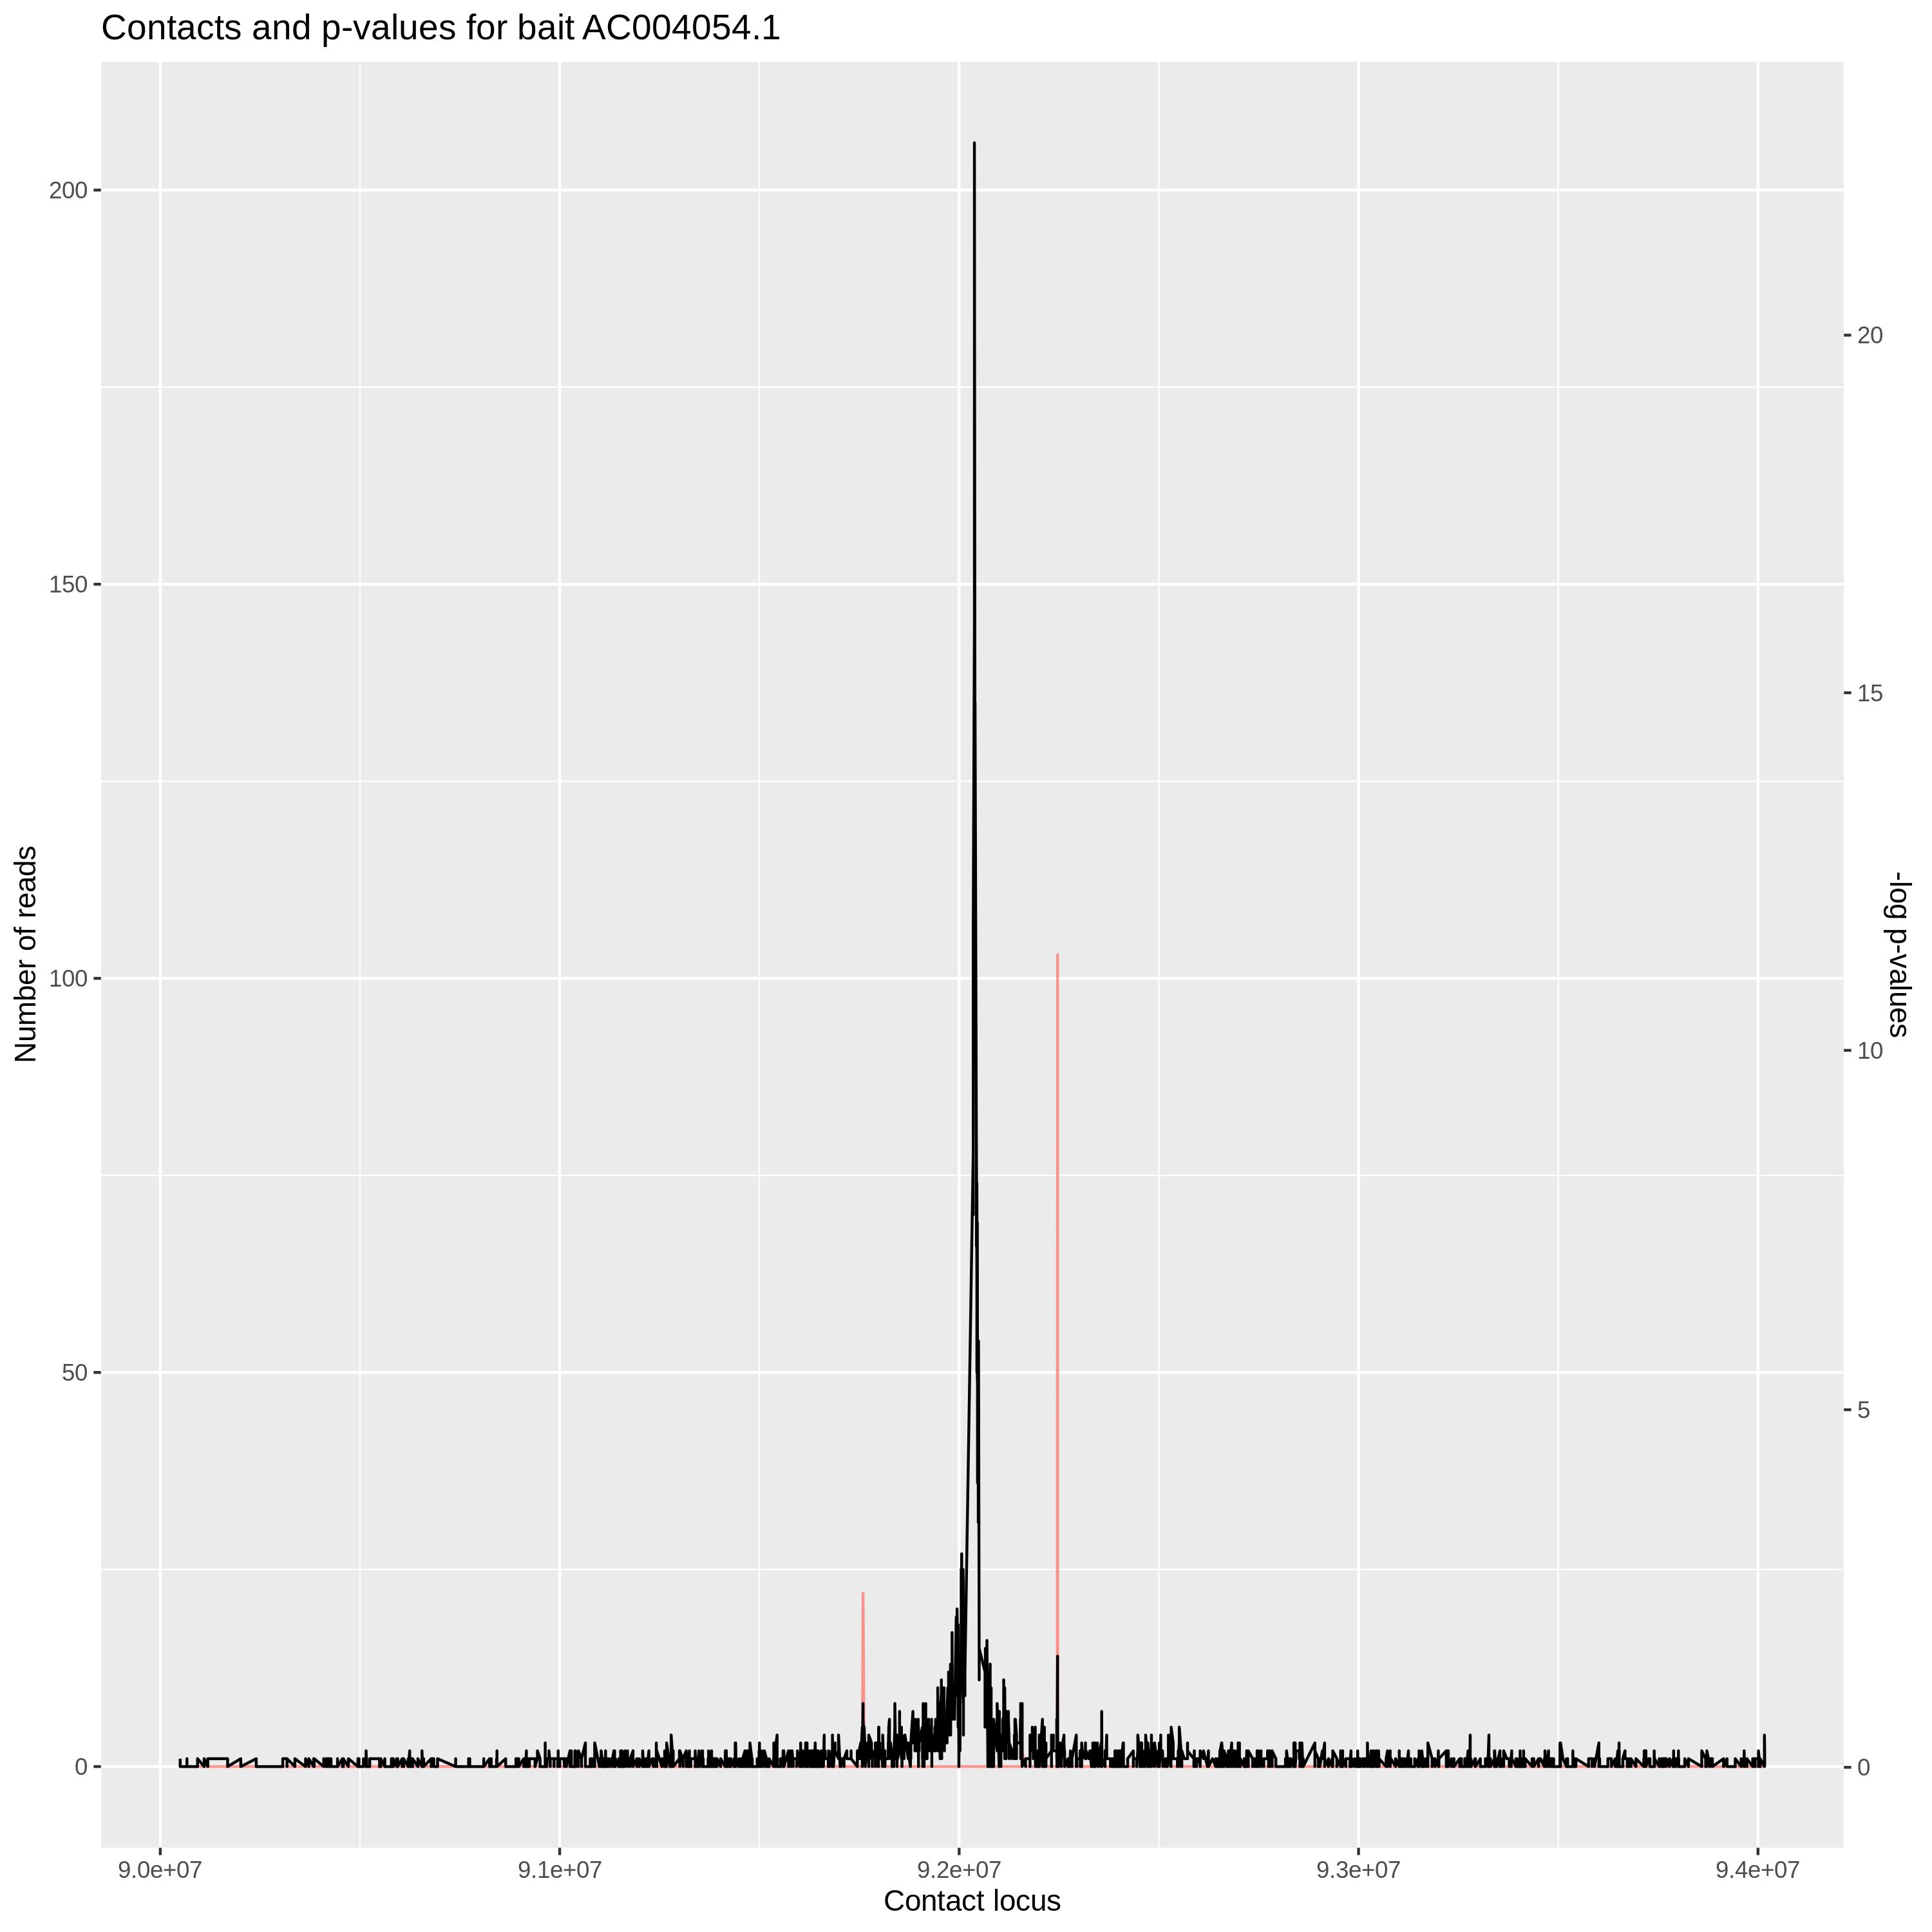 Contacts and p-values for bait AC004054.1
Number of reads
200
150
100
50
0
20
15
10
5
0
-log p-values
9.0e+07 9.1e+07 9.2e+07 9.3e+07 9.4e+07
Contact locus